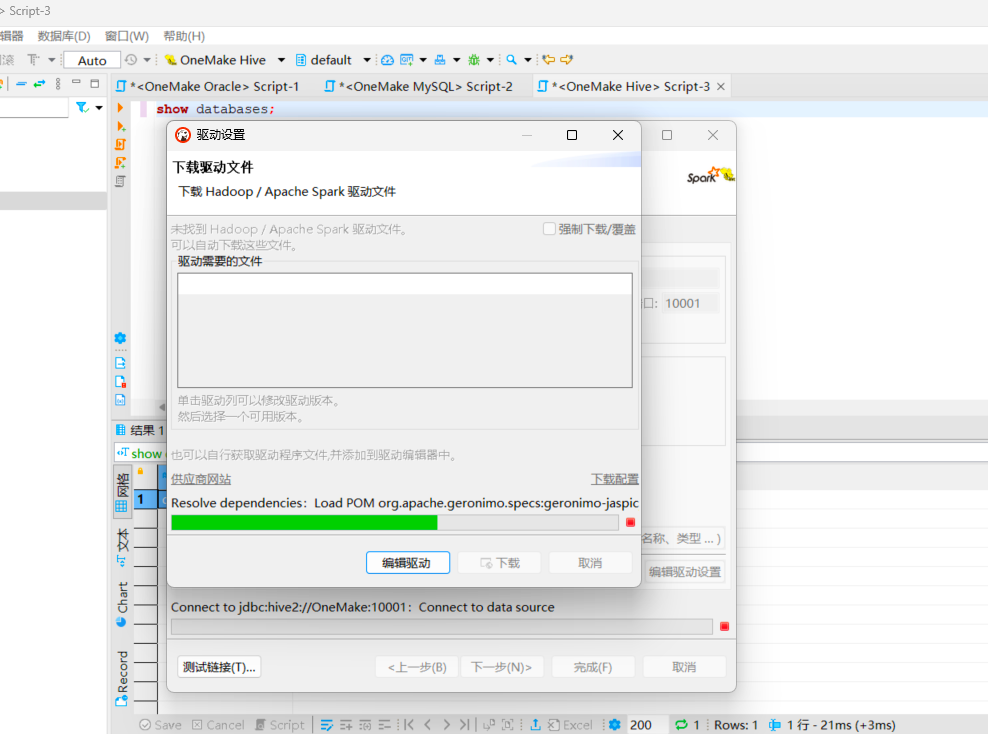 > Script-3
辑器 数据库(D) 窗口(W) 帮助(H)
滚 Auto OneMake Hive default
*<OneMake Oracle> Script-1 *<OneMake MySQL> Script-2 *<OneMake Hive> Script-3
show databases;
驱动设置
下载驱动文件
下载 Hadoop / Apache Spark 驱动文件
Spark
未找到 Hadoop / Apache Spark 驱动文件。
强制下载/覆盖
可以自动下载这些文件。
驱动需要的文件
口: 10001
单击驱动列可以修改驱动版本。
然后选择一个可用版本。
结果 1
show
也可以自行获取驱动程序文件,并添加到驱动编辑器中。
供应商网站 下载配置
网格
1
Resolve dependencies: Load POM org.apache.geronimo.specs:geronimo-jaspic
文本
名称、类型 ... )
编辑驱动 下载 取消
编辑驱动设置
Chart
Connect to jdbc:hive2://OneMake:10001: Connect to data source
Record
测试链接(T)... <上一步(B) 下一步(N)> 完成(F) 取消
Save Cancel Script Excel 200 1 Rows: 1 1 行 - 21ms (+3ms)